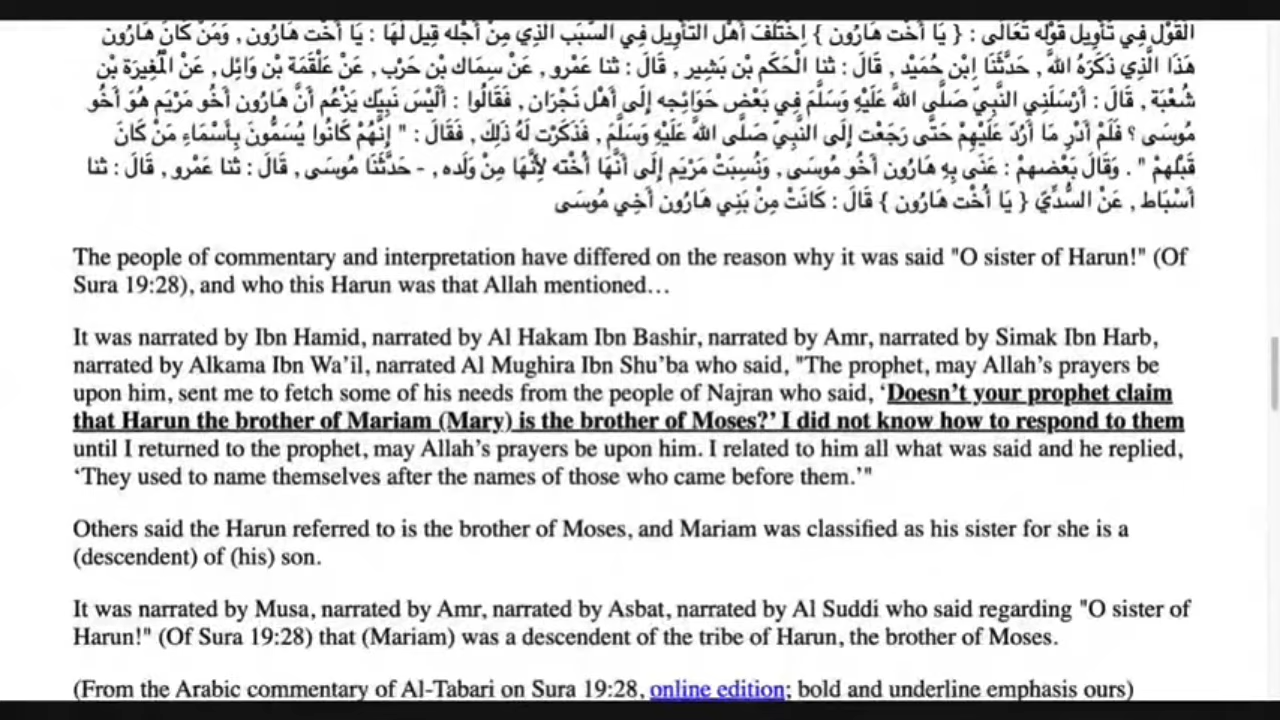 القَوْل فِي تَأْوِيل قَوْله تَعَالَى : { يَا أُخْت هَارُون } اِخْتَلَفَ أَهْل التَّأْوِيل فِي السَّبَب الَّذِي مِنْ أَجْله قِيلَ لَهَا : يَا أُخْت هَارُون , وَمَنْ كَانَ هَارُون
هَذَا الَّذِي ذَكَرَهُ اللَّه , حَدَّثَنَا اِبْن حُمَيْد , قَالَ : ثنا الْحَكَم بْن بَشِير , قَالَ : ثنا عَمْرو , عَنْ سِمَاك بْن حَرْب , عَنْ عَلْقَمَة بْن وَائِل , عَنْ الْمُغِيرَة بْن
شُعْبَة , قَالَ : أَرْسَلَنِي النَّبِيّ صَلَّى اللَّه عَلَيْهِ وَسَلَّمَ فِي بَعْض حَوَائِجه إِلَى أَهْل نَجْرَان , فَقَالُوا : أَلَيْسَ نَبِيّك يَزْعُم أَنَّ هَارُون أَخُو مَرْيَم هُوَ أَخُو
مُوسَى ؟ فَلَمْ أَدْرِ مَا أَرُدّ عَلَيْهِمْ حَتَّى رَجَعْت إِلَى النَّبِيّ صَلَّى اللَّه عَلَيْهِ وَسَلَّمَ , فَذَكَرْت لَهُ ذَلِكَ , فَقَالَ : " إِنَّهُمْ كَانُوا يُسَمُّونَ بِأَسْمَاءِ مَنْ كَانَ
قَبْلهمْ " . وَقَالَ بَعْضهمْ : عَنَى بِهِ هَارُون أَخُو مُوسَى , وَنُسِبَتْ مَرْيَم إِلَى أَنَّهَا أُخْته لِأَنَّهَا مِنْ وَلَده , - حَدَّثَنَا مُوسَى , قَالَ : ثنا عَمْرو , قَالَ : ثنا
أَسْبَاط , عَنْ السُّدِّيّ { يَا أُخْت هَارُون } قَالَ : كَانَتْ مِنْ بَنِي هَارُون أَخِي مُوسَى
The people of commentary and interpretation have differed on the reason why it was said "O sister of Harun!" (Of
Sura 19:28), and who this Harun was that Allah mentioned…
It was narrated by Ibn Hamid, narrated by Al Hakam Ibn Bashir, narrated by Amr, narrated by Simak Ibn Harb,
narrated by Alkama Ibn Wa’il, narrated Al Mughira Ibn Shu’ba who said, "The prophet, may Allah’s prayers be
upon him, sent me to fetch some of his needs from the people of Najran who said, ‘Doesn’t your prophet claim
that Harun the brother of Mariam (Mary) is the brother of Moses?’ I did not know how to respond to them
until I returned to the prophet, may Allah’s prayers be upon him. I related to him all what was said and he replied,
‘They used to name themselves after the names of those who came before them.’"
Others said the Harun referred to is the brother of Moses, and Mariam was classified as his sister for she is a
(descendent) of (his) son.
It was narrated by Musa, narrated by Amr, narrated by Asbat, narrated by Al Suddi who said regarding "O sister of
Harun!" (Of Sura 19:28) that (Mariam) was a descendent of the tribe of Harun, the brother of Moses.
(From the Arabic commentary of Al-Tabari on Sura 19:28, online edition; bold and underline emphasis ours)